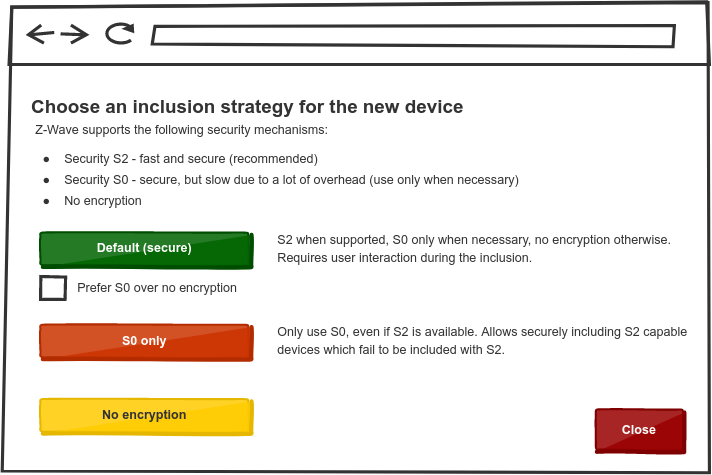 Choose an inclusion strategy for the new device
Z-Wave supports the following security mechanisms:
● Security S2 - fast and secure (recommended)
● Security S0 - secure, but slow due to a lot of overhead (use only when necessary)
● No encryption
Default (secure)
S2 when supported, S0 only when necessary, no encryption otherwise.
Requires user interaction during the inclusion.
Prefer S0 over no encryption
S0 only
Only use S0, even if S2 is available. Allows securely including S2 capable
devices which fail to be included with S2.
No encryption
Close